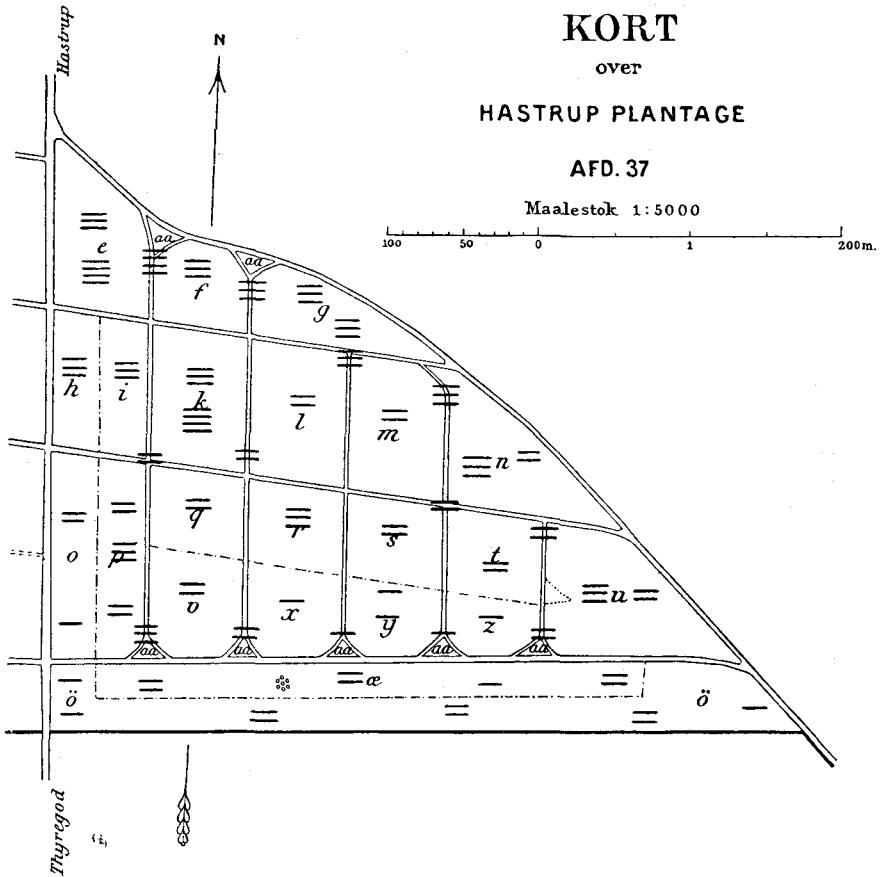 KORT
over
HASTRUP PLANTAGE
AFD. 37
Maalestok 1:5000
100 50 0 1 200 m.
Hastrup
N
e aa f aa g
h i k l m n
o p q r s t u
v x y z
aa aa aa aa aa
ö æ ö
Thyregod